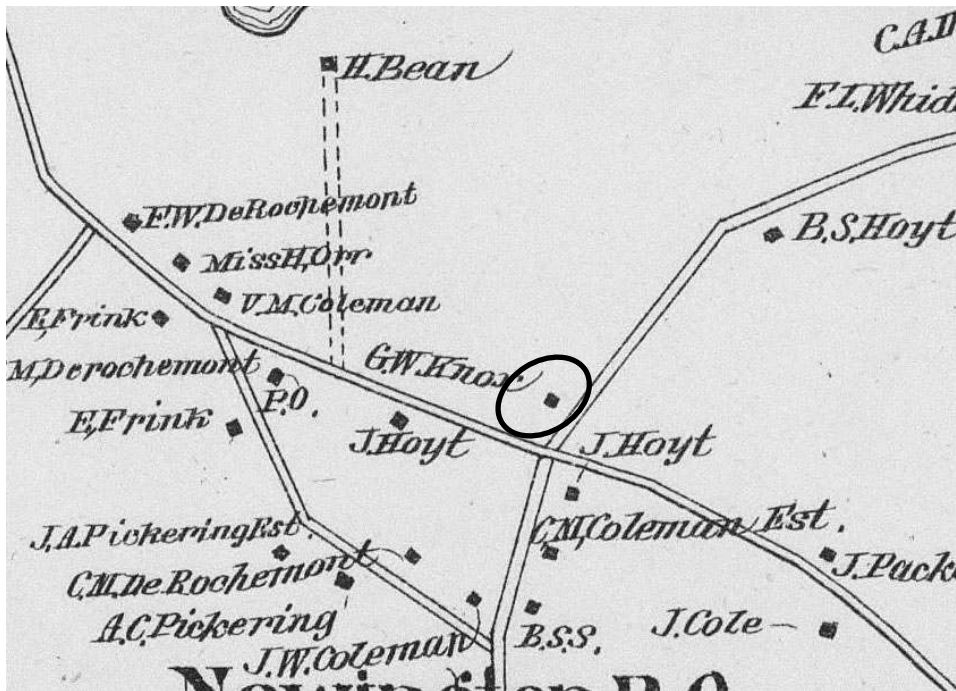 C.A.
H.Bean
F.I.Whid
F.W.DeRochemont
B.S.Hoyt
Miss H.Orr
V.M.Coleman
E.Frink
G.W.Knox
M.Derochemont
P.O.
E.Frink
J.Hoyt
J.Hoyt
J.A.Pickering Est.
C.M.Coleman Est.
C.M.DeRochemont
J.Pack
A.C.Pickering
J.Cole
B.S.S.
J.W.Coleman
Newington P.O.